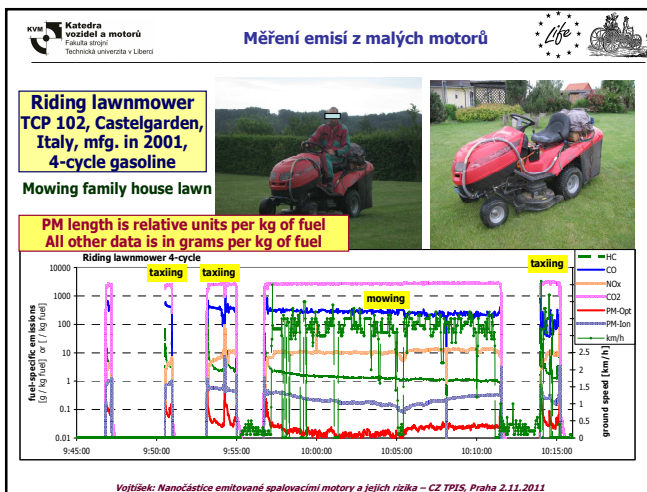 KVM
Katedra
vozidel a motorů
Fakulta strojní
Technická univerzita v Liberci
Měření emisí z malých motorů
Life
Riding lawnmower
TCP 102, Castelgarden,
Italy, mfg. in 2001,
4-cycle gasoline
Mowing family house lawn
PM length is relative units per kg of fuel
All other data is in grams per kg of fuel
Riding lawnmower 4-cycle
taxiing
taxiing
mowing
taxiing
HC
CO
NOx
CO2
PM-Opt
PM-Ion
km/h
fuel-specific emissions
[g / kg fuel] or [ / kg fuel]
10000
1000
100
10
1
0.1
0.01
2.5
2
1.5
1
0.5
0
ground speed [km/h]
9:45:00
9:50:00
9:55:00
10:00:00
10:05:00
10:10:00
10:15:00
Vojtíšek: Nanočástice emitované spalovacími motory a jejich rizika – CZ TPIS, Praha 2.11.2011